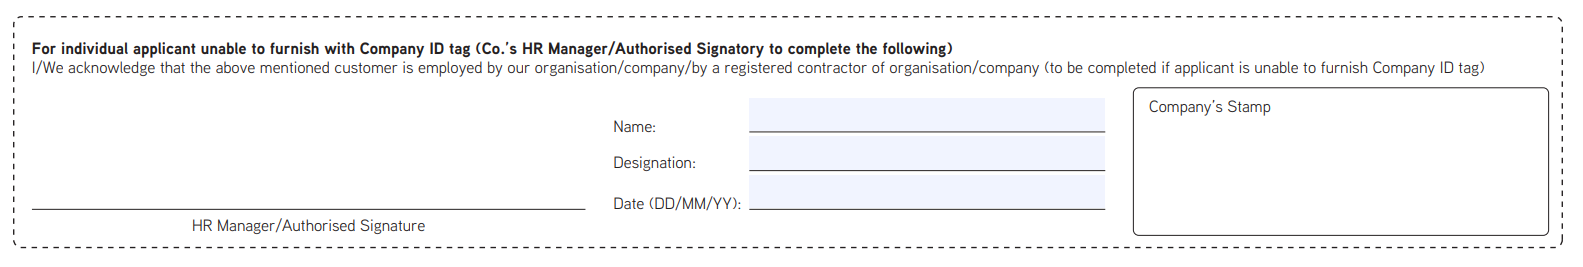 For individual applicant unable to furnish with Company ID tag (Co.'s HR Manager/Authorised Signatory to complete the following)
I/We acknowledge that the above mentioned customer is employed by our organisation/company/by a registered contractor of organisation/company (to be completed if applicant is unable to furnish Company ID tag)
Company's Stamp
Name:
Designation:
Date (DD/MM/YY):
HR Manager/Authorised Signature